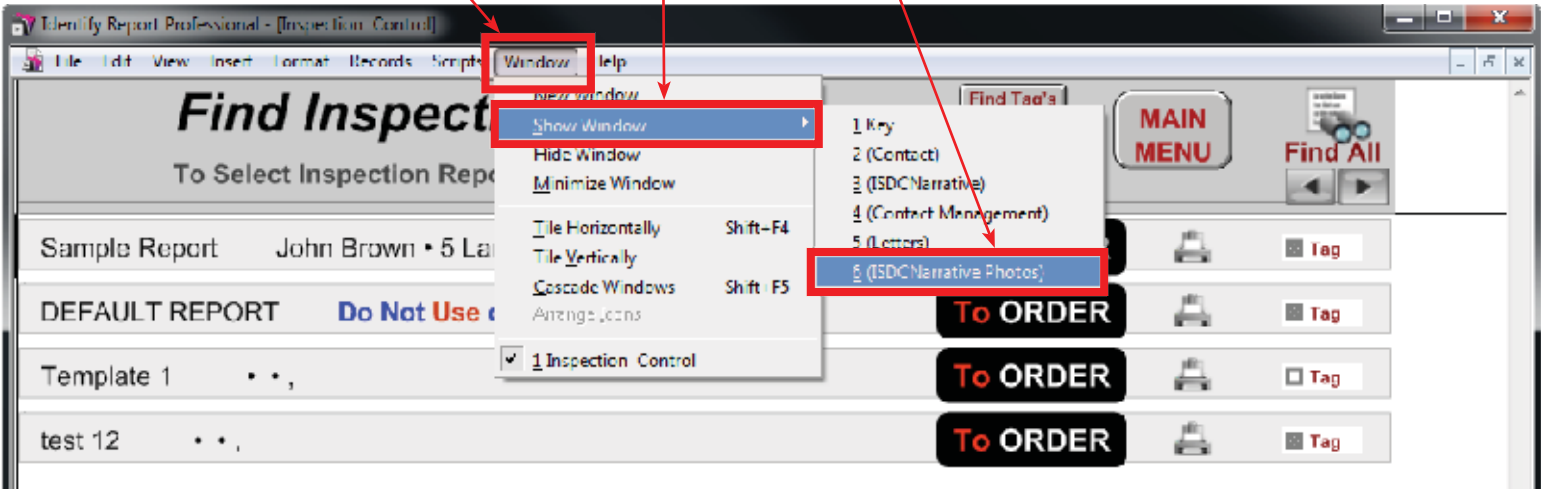 Identify Report Professional - [Inspection Control]
File Edit View Insert Format Records Scripts Window Help
Find Inspect
To Select Inspection Repo
Find Tag's
MAIN
MENU
Find All
New Window
Show Window
Hide Window
Minimize Window
Tile Horizontally Shift+F4
Tile Vertically
Cascade Windows Shift+F5
Arrange Icons
1 Inspection Control
1 Key
2 (Contact)
3 (ISDCNarrative)
4 (Contact Management)
5 (Letters)
6 (ISDCNarrative Photos)
Sample Report John Brown • 5 La
Tag
DEFAULT REPORT Do Not Use
To ORDER
Tag
Template 1 • • ,
To ORDER
Tag
test 12 • • ,
To ORDER
Tag